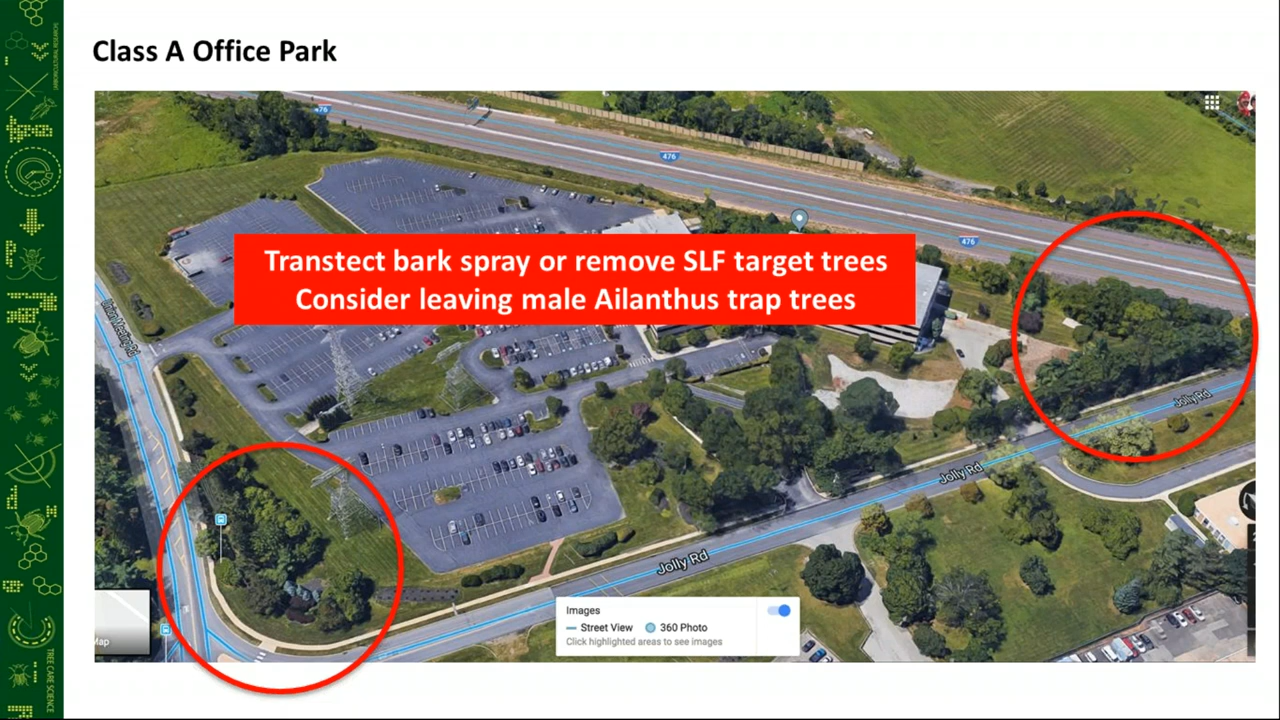 Class A Office Park
76
476
476
Transtect bark spray or remove SLF target trees
Consider leaving male Ailanthus trap trees
Jolly Rd
Jolly Rd
Jolly Rd
Images
Street View 360 Photo
Click highlighted areas to see images
Map
TREE CARE SCIENCE